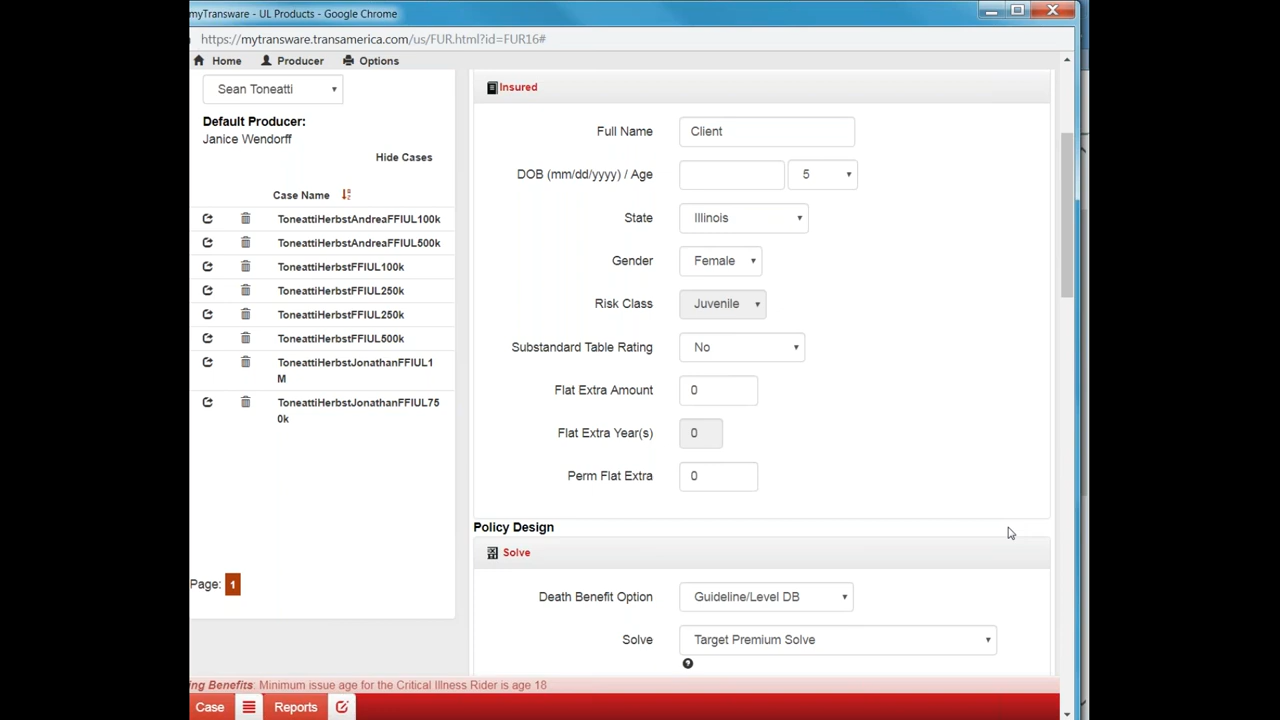 myTransware - UL Products - Google Chrome
https://mytransware.transamerica.com/us/FUR.html?id=FUR16#
Home Producer Options
Sean Toneatti
Default Producer:
Janice Wendorff
Hide Cases
Case Name
ToneattiHerbstAndreaFFIUL100k
ToneattiHerbstAndreaFFIUL500k
ToneattiHerbstFFIUL100k
ToneattiHerbstFFIUL250k
ToneattiHerbstFFIUL250k
ToneattiHerbstFFIUL500k
ToneattiHerbstJonathanFFIUL1
M
ToneattiHerbstJonathanFFIUL75
0k
Page: 1
Insured
Full Name Client
DOB (mm/dd/yyyy) / Age 5
State Illinois
Gender Female
Risk Class Juvenile
Substandard Table Rating No
Flat Extra Amount 0
Flat Extra Year(s) 0
Perm Flat Extra 0
Policy Design
Solve
Death Benefit Option Guideline/Level DB
Solve Target Premium Solve
ing Benefits: Minimum issue age for the Critical Illness Rider is age 18
Case Reports